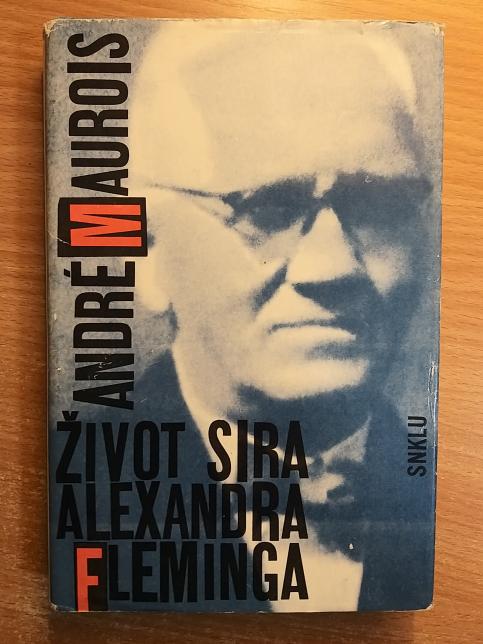 ANDRÉ MAUROIS
ŽIVOT SIRA
ALEXANDRA
FLEMINGA
SNKLU